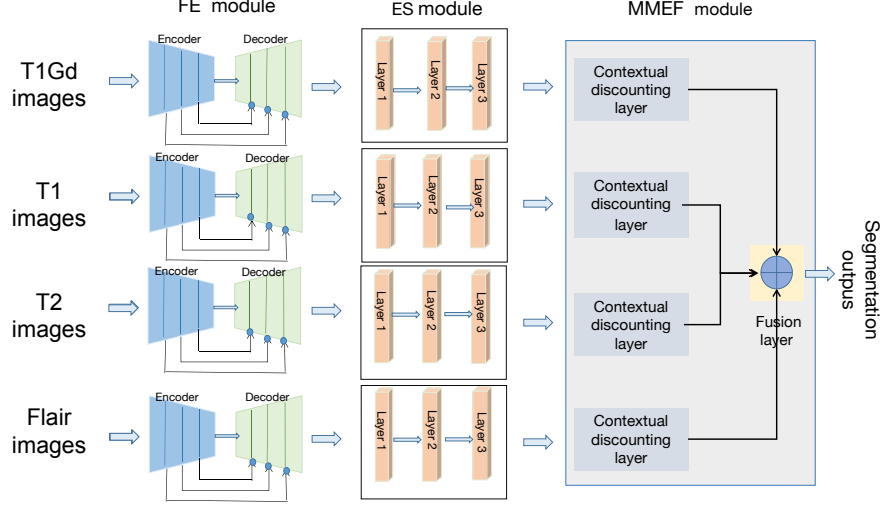 FE module
ES module
MMEF module
T1Gd
images
Encoder
Decoder
Layer 1
Layer 2
Layer 3
Contextual
discounting
layer
T1
images
Encoder
Decoder
Layer 1
Layer 2
Layer 3
Contextual
discounting
layer
T2
images
Encoder
Decoder
Layer 1
Layer 2
Layer 3
Contextual
discounting
layer
Flair
images
Encoder
Decoder
Layer 1
Layer 2
Layer 3
Contextual
discounting
layer
Fusion
layer
Segmentation
outpus